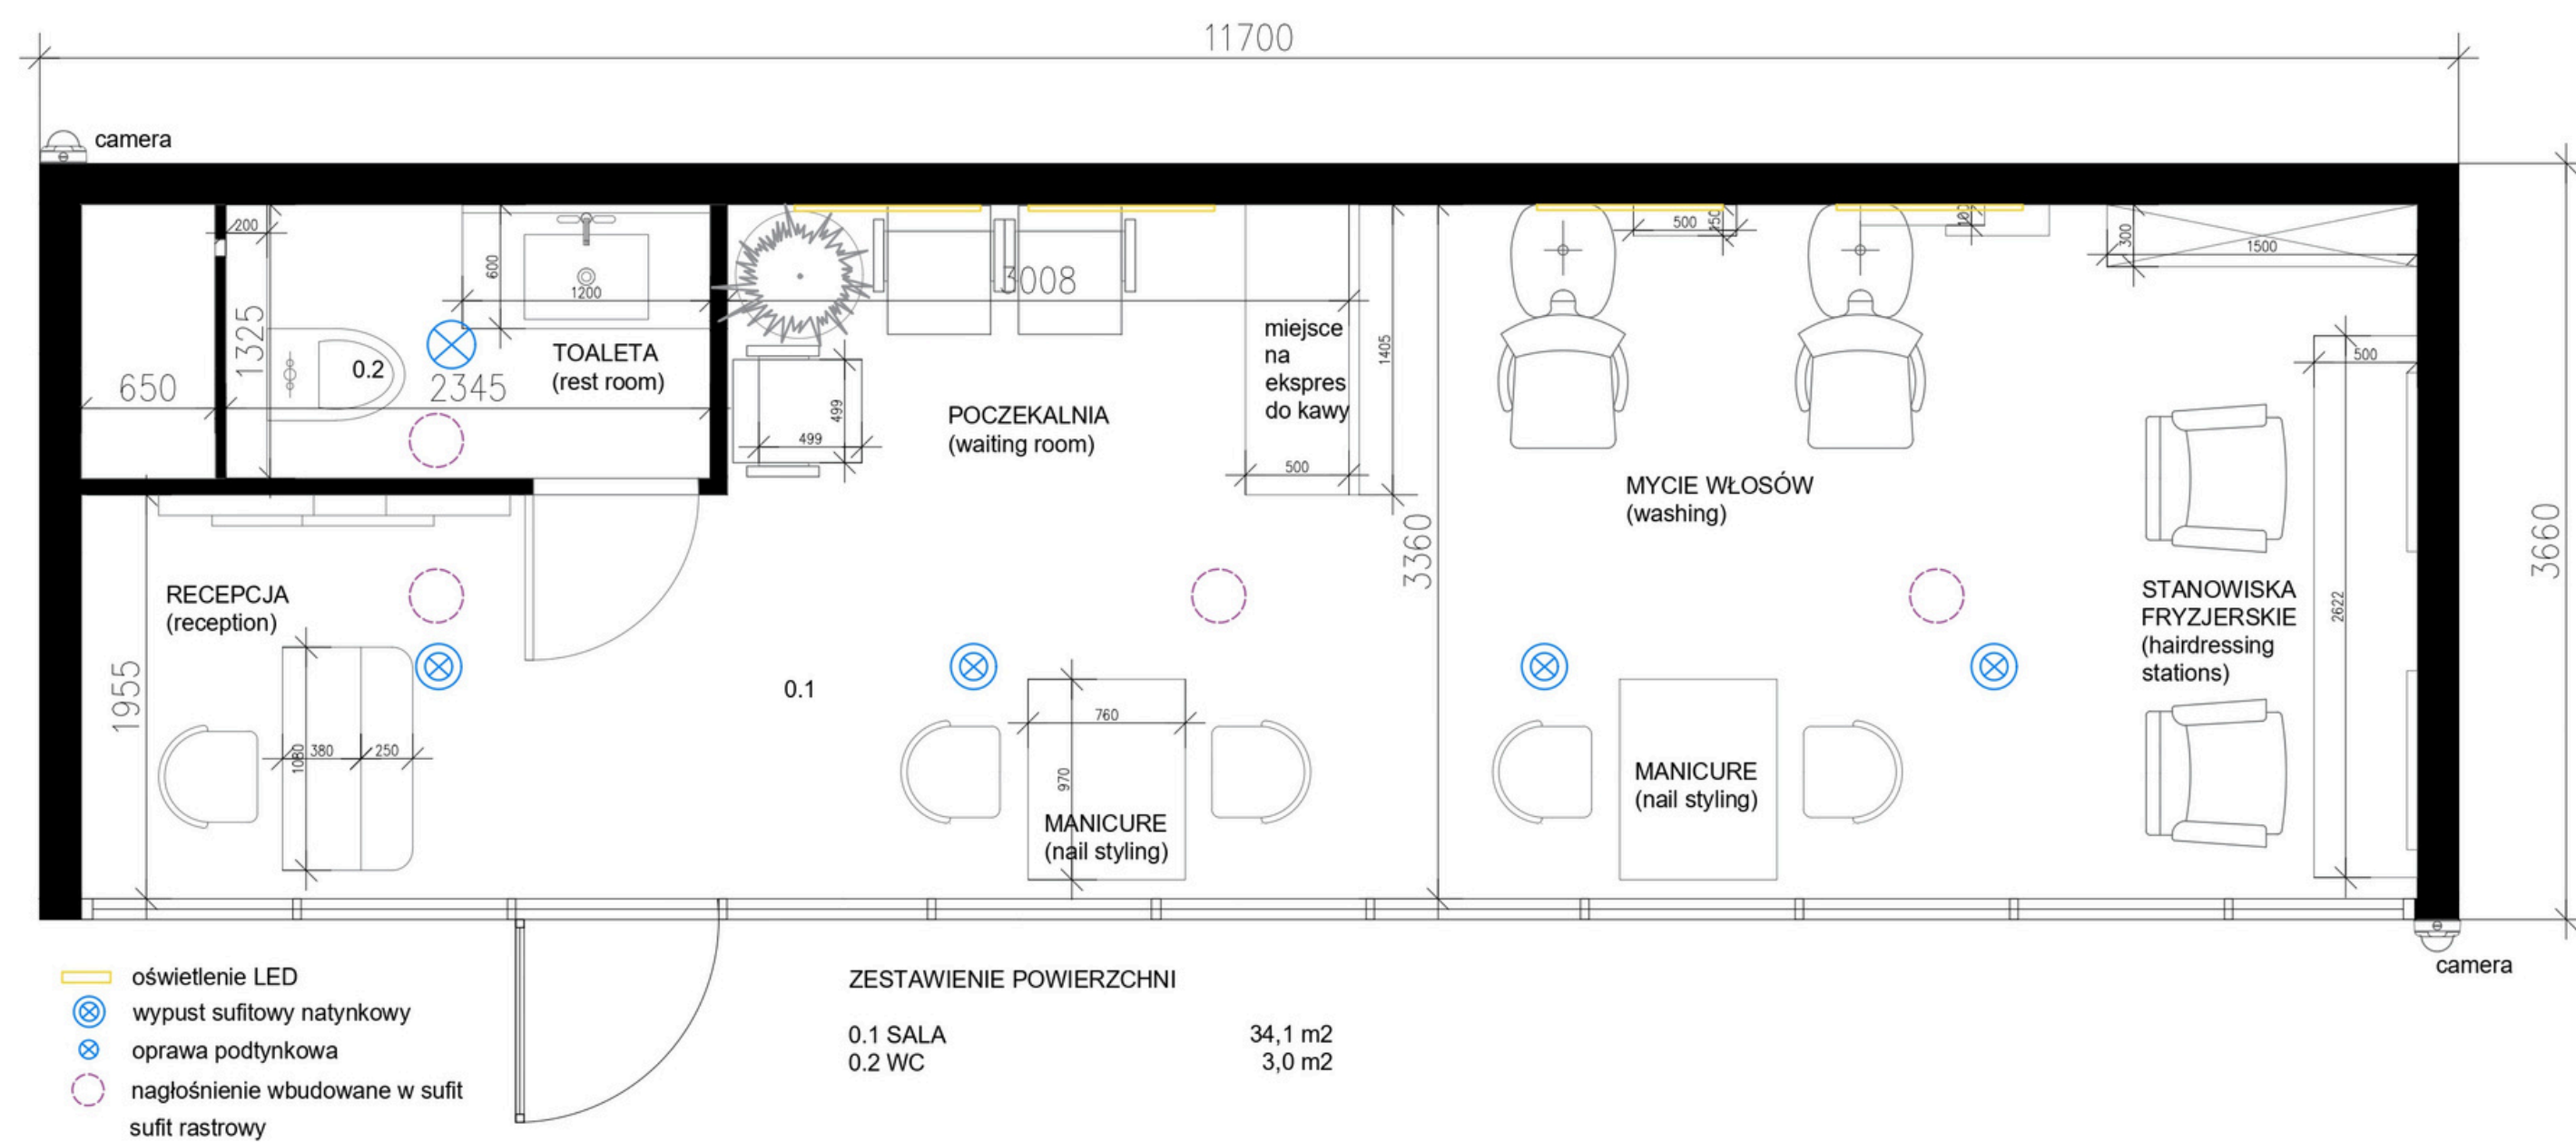 11700
camera
200
600
1200
1325
650
2345
0.2
TOALETA
(rest room)
3008
499
499
POCZEKALNIA
(waiting room)
miejsce
na
ekspres
do kawy
500
1405
3360
500
300
1500
500
MYCIE WŁOSÓW
(washing)
STANOWISKA
FRYZJERSKIE
(hairdressing
stations)
2622
3660
RECEPCJA
(reception)
1955
1080
380
250
0.1
760
970
MANICURE
(nail styling)
MANICURE
(nail styling)
camera
oświetlenie LED
wypust sufitowy natynkowy
oprawa podtynkowa
nagłośnienie wbudowane w sufit
sufit rastrowy
ZESTAWIENIE POWIERZCHNI
0.1 SALA 34,1 m2
0.2 WC 3,0 m2